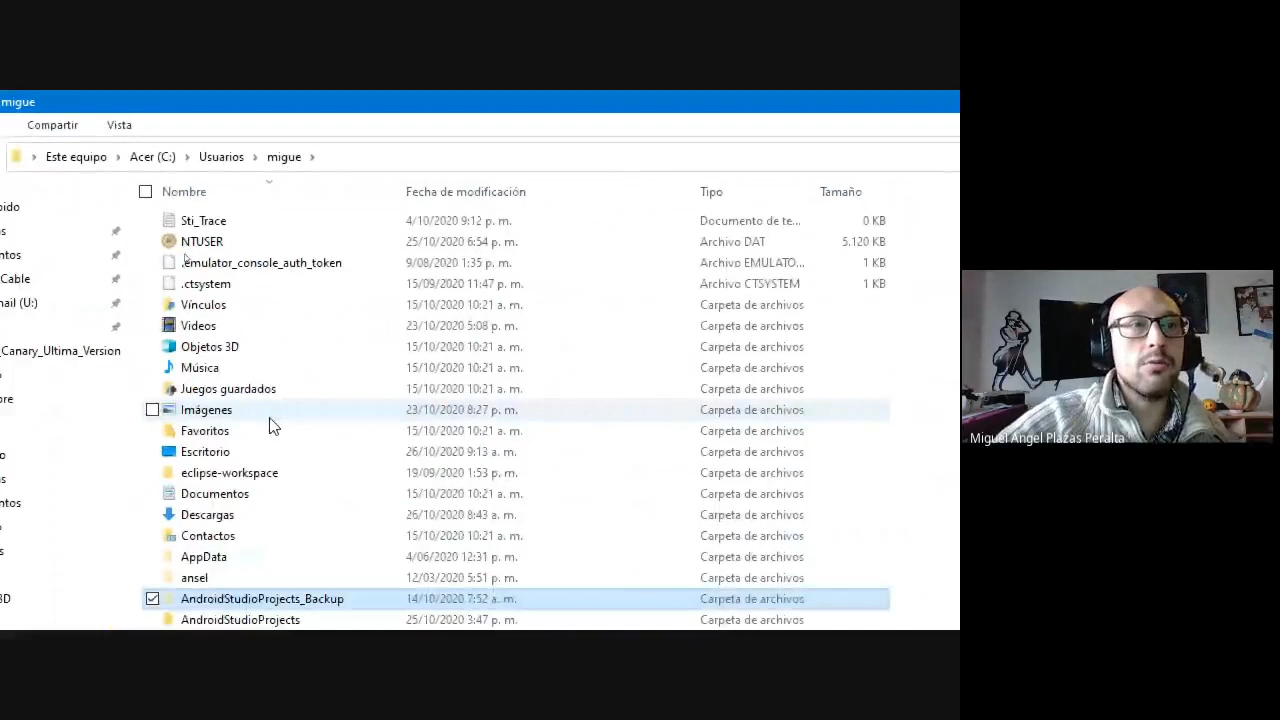 migue
Compartir Vista
Este equipo > Acer (C:) > Usuarios > migue >
Nombre Fecha de modificación Tipo Tamaño
Sti_Trace 4/10/2020 9:12 p. m. Documento de te... 0 KB
NTUSER 25/10/2020 6:54 p. m. Archivo DAT 5.120 KB
.emulator_console_auth_token 9/08/2020 1:35 p. m. Archivo EMULATO... 1 KB
.ctsystem 15/09/2020 11:47 p. m. Archivo CTSYSTEM 1 KB
Vínculos 15/10/2020 10:21 a. m. Carpeta de archivos
Videos 23/10/2020 5:08 p. m. Carpeta de archivos
Objetos 3D 15/10/2020 10:21 a. m. Carpeta de archivos
Música 15/10/2020 10:21 a. m. Carpeta de archivos
Juegos guardados 15/10/2020 10:21 a. m. Carpeta de archivos
Imágenes 23/10/2020 8:27 p. m. Carpeta de archivos
Favoritos 15/10/2020 10:21 a. m. Carpeta de archivos
Escritorio 26/10/2020 9:13 a. m. Carpeta de archivos
eclipse-workspace 19/09/2020 1:53 p. m. Carpeta de archivos
Documentos 15/10/2020 10:21 a. m. Carpeta de archivos
Descargas 26/10/2020 8:43 a. m. Carpeta de archivos
Contactos 15/10/2020 10:21 a. m. Carpeta de archivos
AppData 4/06/2020 12:31 p. m. Carpeta de archivos
ansel 12/03/2020 5:51 p. m. Carpeta de archivos
AndroidStudioProjects_Backup 14/10/2020 7:52 a. m. Carpeta de archivos
AndroidStudioProjects 25/10/2020 3:47 p. m. Carpeta de archivos
pido
as
ntos
Cable
mail (U:)
_Canary_Ultima_Version
bre
o
as
ntos
s
3D
Miguel Angel Plazas Peralta